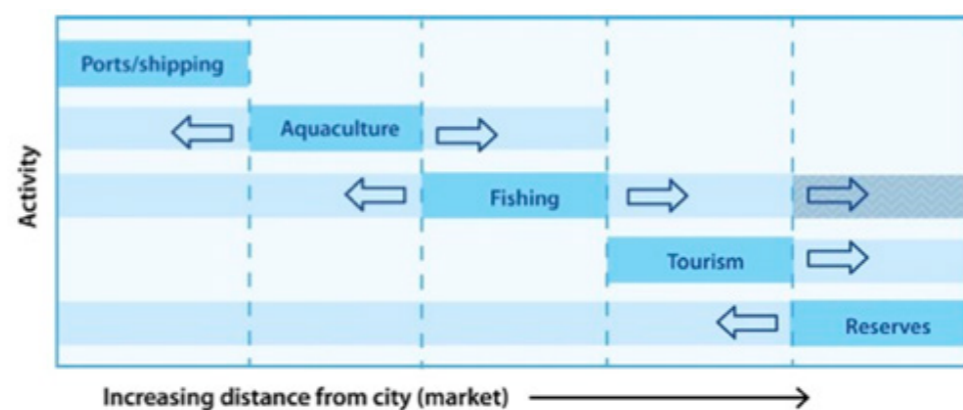 Ports/shipping
Aquaculture
Fishing
Tourism
Reserves
Activity
Increasing distance from city (market)